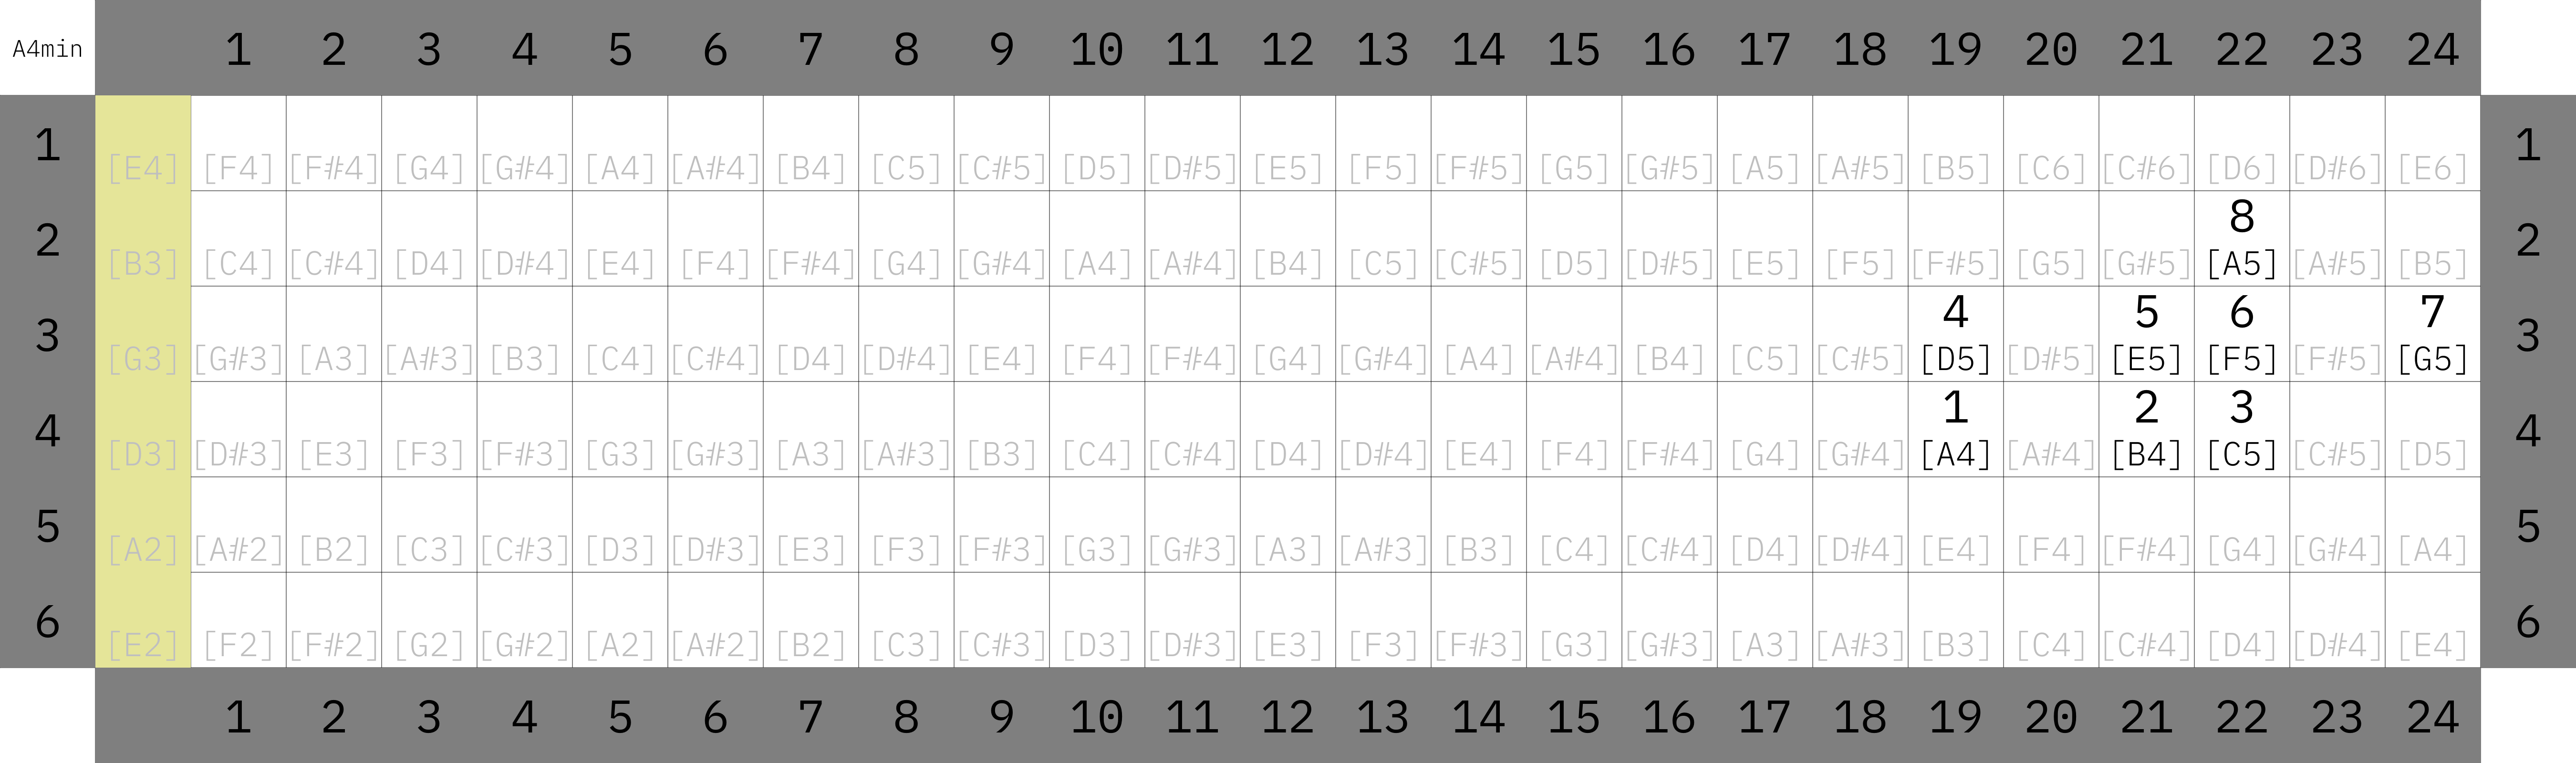 A4min 1 2 3 4 5 6 7 8 9 10 11 12 13 14 15 16 17 18 19 20 21 22 23 24
1 [E4] [F4] [F#4] [G4] [G#4] [A4] [A#4] [B4] [C5] [C#5] [D5] [D#5] [E5] [F5] [F#5] [G5] [G#5] [A5] [A#5] [B5] [C6] [C#6] [D6] [D#6] [E6] 1
8
2 [B3] [C4] [C#4] [D4] [D#4] [E4] [F4] [F#4] [G4] [G#4] [A4] [A#4] [B4] [C5] [C#5] [D5] [D#5] [E5] [F5] [F#5] [G5] [G#5] [A5] [A#5] [B5] 2
4 5 6 7
3 [G3] [G#3] [A3] [A#3] [B3] [C4] [C#4] [D4] [D#4] [E4] [F4] [F#4] [G4] [G#4] [A4] [A#4] [B4] [C5] [C#5] [D5] [D#5] [E5] [F5] [F#5] [G5] 3
1 2 3
4 [D3] [D#3] [E3] [F3] [F#3] [G3] [G#3] [A3] [A#3] [B3] [C4] [C#4] [D4] [D#4] [E4] [F4] [F#4] [G4] [G#4] [A4] [A#4] [B4] [C5] [C#5] [D5] 4
5 [A2] [A#2] [B2] [C3] [C#3] [D3] [D#3] [E3] [F3] [F#3] [G3] [G#3] [A3] [A#3] [B3] [C4] [C#4] [D4] [D#4] [E4] [F4] [F#4] [G4] [G#4] [A4] 5
6 [E2] [F2] [F#2] [G2] [G#2] [A2] [A#2] [B2] [C3] [C#3] [D3] [D#3] [E3] [F3] [F#3] [G3] [G#3] [A3] [A#3] [B3] [C4] [C#4] [D4] [D#4] [E4] 6
1 2 3 4 5 6 7 8 9 10 11 12 13 14 15 16 17 18 19 20 21 22 23 24